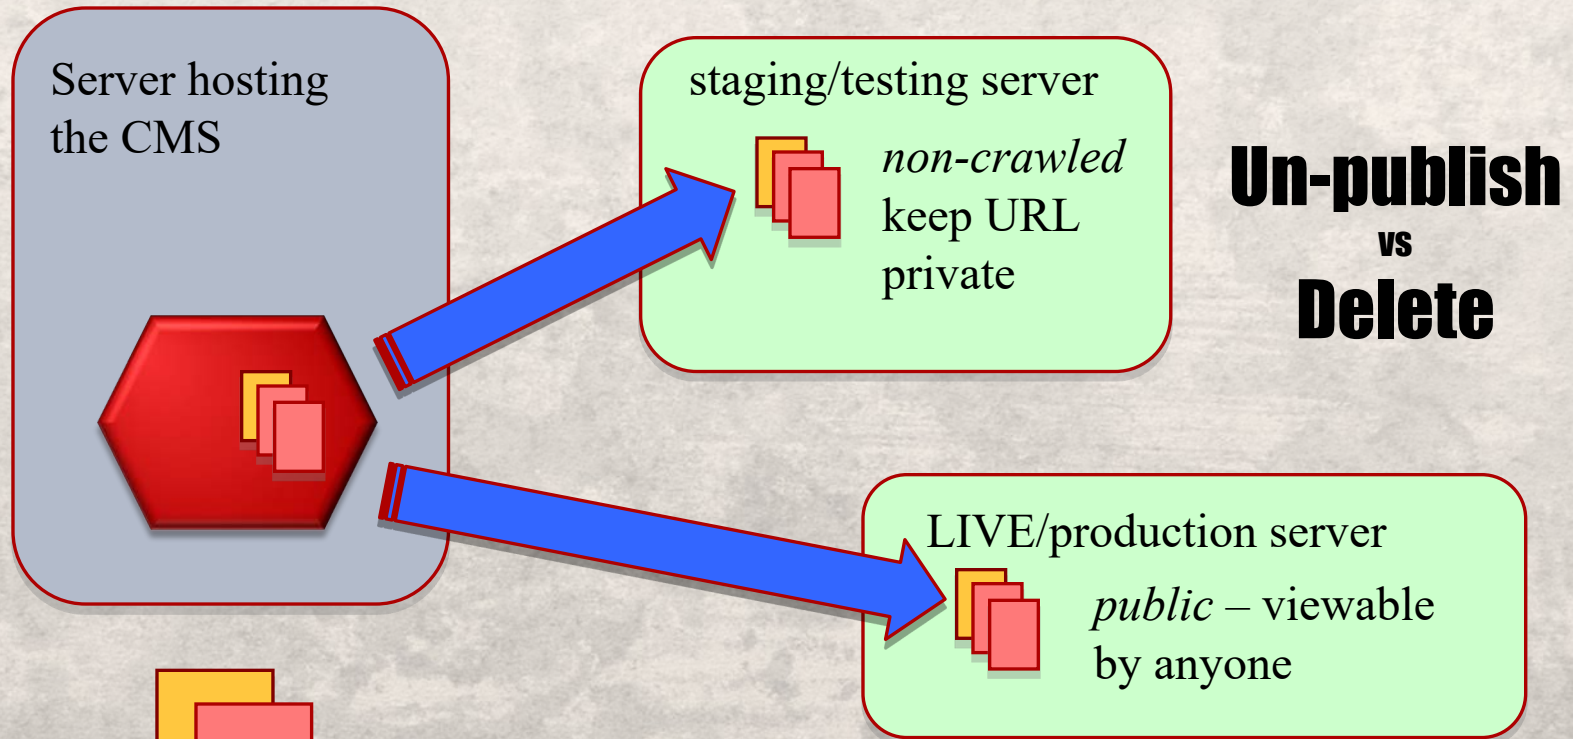 Server hosting
the CMS
staging/testing server
non-crawled
keep URL
private
Un-publish
vs
Delete
LIVE/production server
public – viewable
by anyone